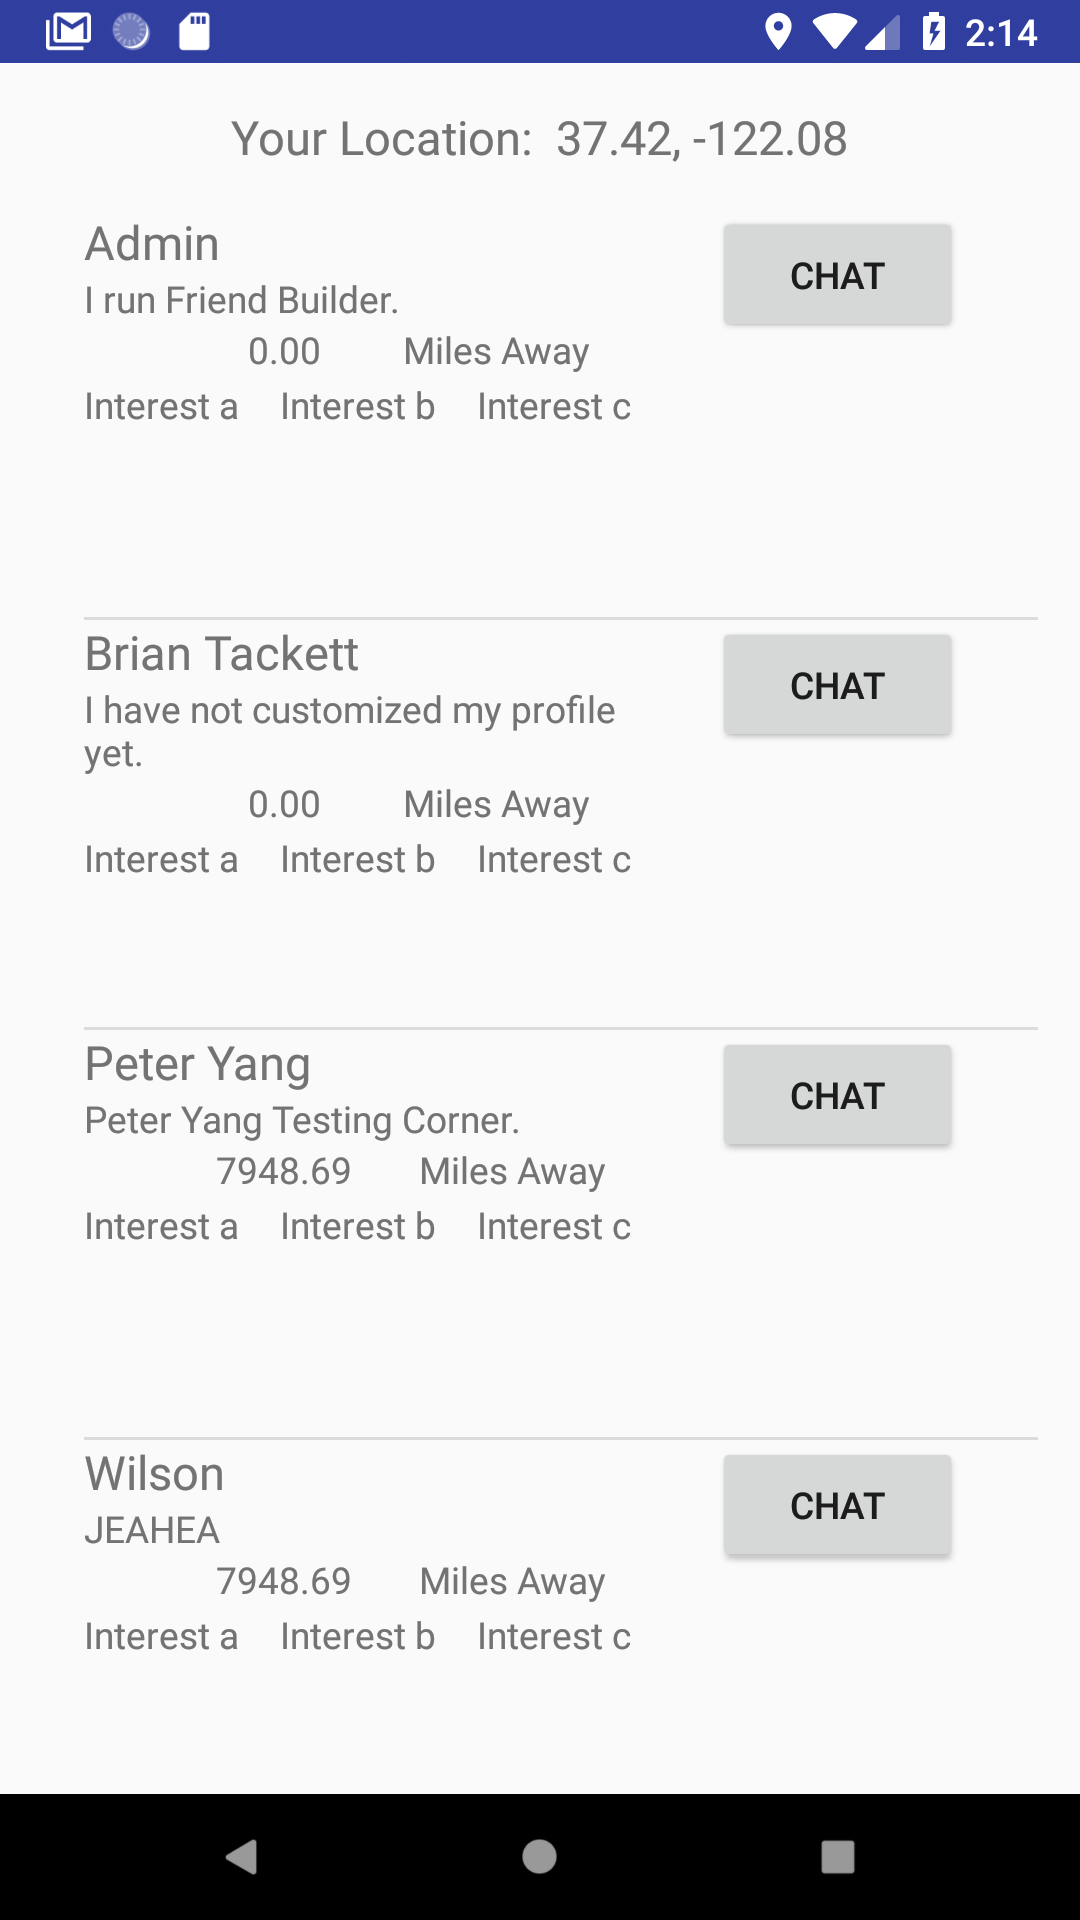 2:14
Your Location:  37.42, -122.08
Admin
CHAT
I run Friend Builder.
0.00 Miles Away
Interest a Interest b Interest c
Brian Tackett
CHAT
I have not customized my profile
yet.
0.00 Miles Away
Interest a Interest b Interest c
Peter Yang
CHAT
Peter Yang Testing Corner.
7948.69 Miles Away
Interest a Interest b Interest c
Wilson
CHAT
JEAHEA
7948.69 Miles Away
Interest a Interest b Interest c